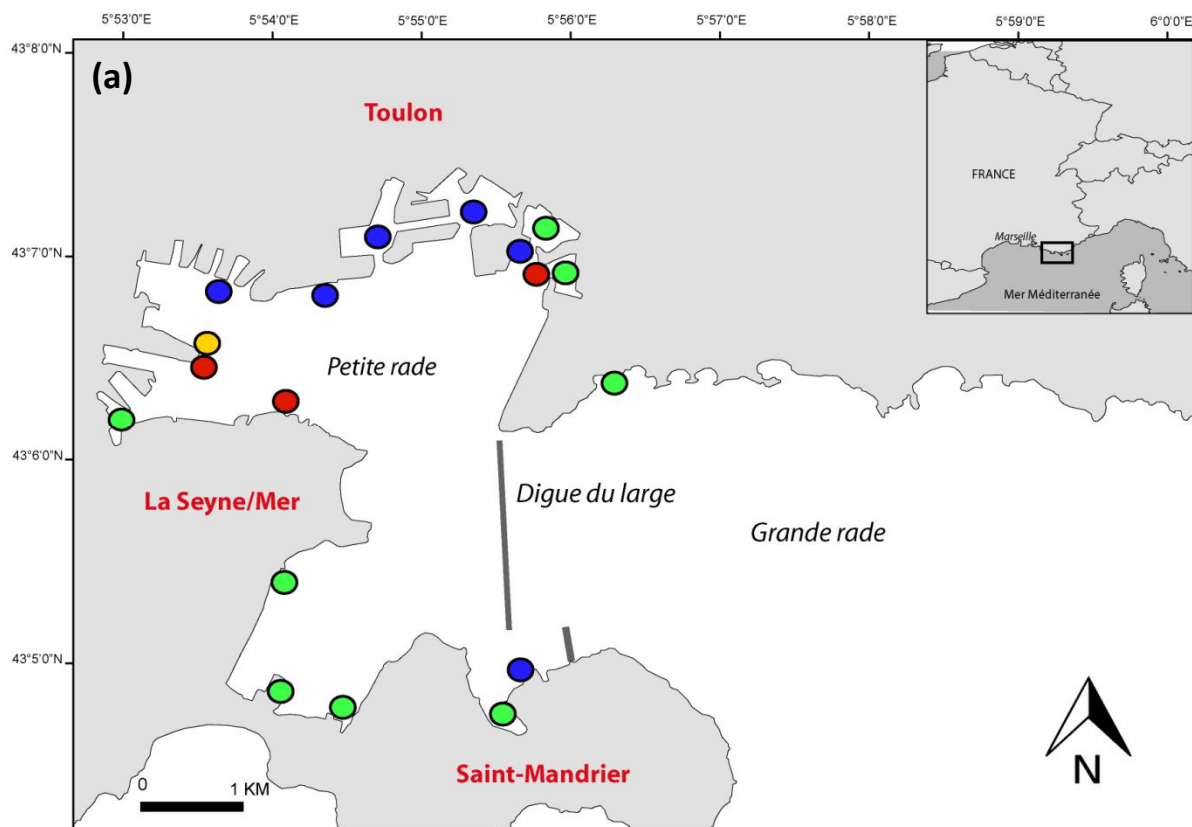 5°53'0"E 5°54'0"E 5°55'0"E 5°56'0"E 5°57'0"E 5°58'0"E 5°59'0"E 6°0'0"E
43°8'0"N
(a)
Toulon
FRANCE
Marseille
Mer Méditerranée
43°7'0"N
Petite rade
43°6'0"N
La Seyne/Mer
Digue du large
Grande rade
43°5'0"N
Saint-Mandrier
0 1 KM
N